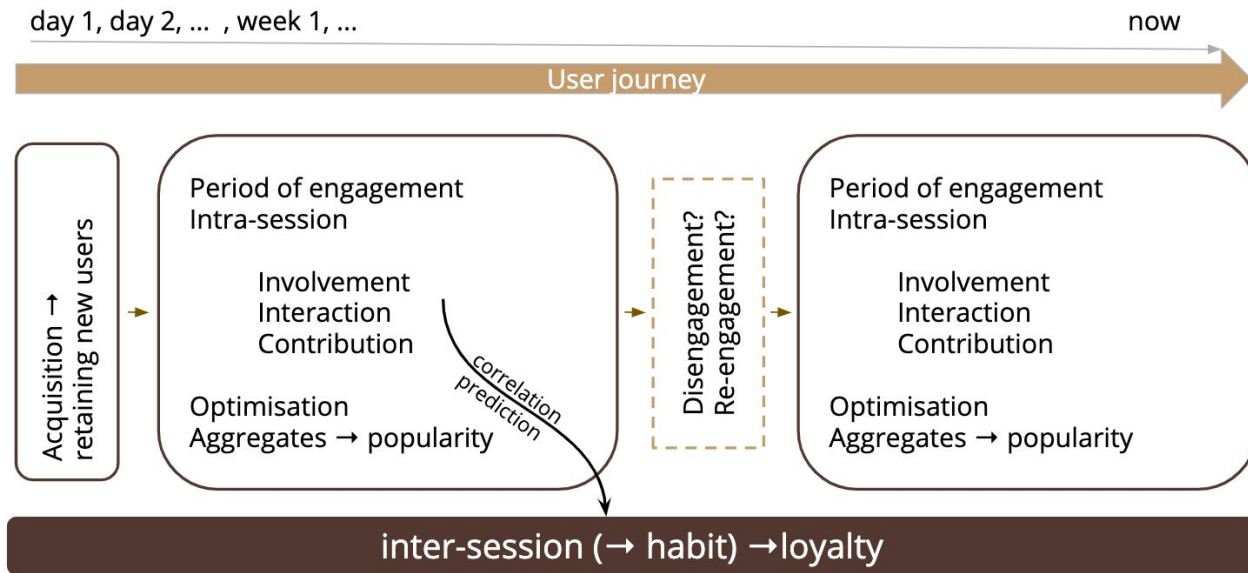 day 1, day 2, ... , week 1, ...
now
User journey
Acquisition →
retaining new users
Period of engagement
Intra-session
Involvement
Interaction
Contribution
correlation
prediction
Optimisation
Aggregates → popularity
Disengagement?
Re-engagement?
Period of engagement
Intra-session
Involvement
Interaction
Contribution
Optimisation
Aggregates → popularity
inter-session (→ habit) →loyalty